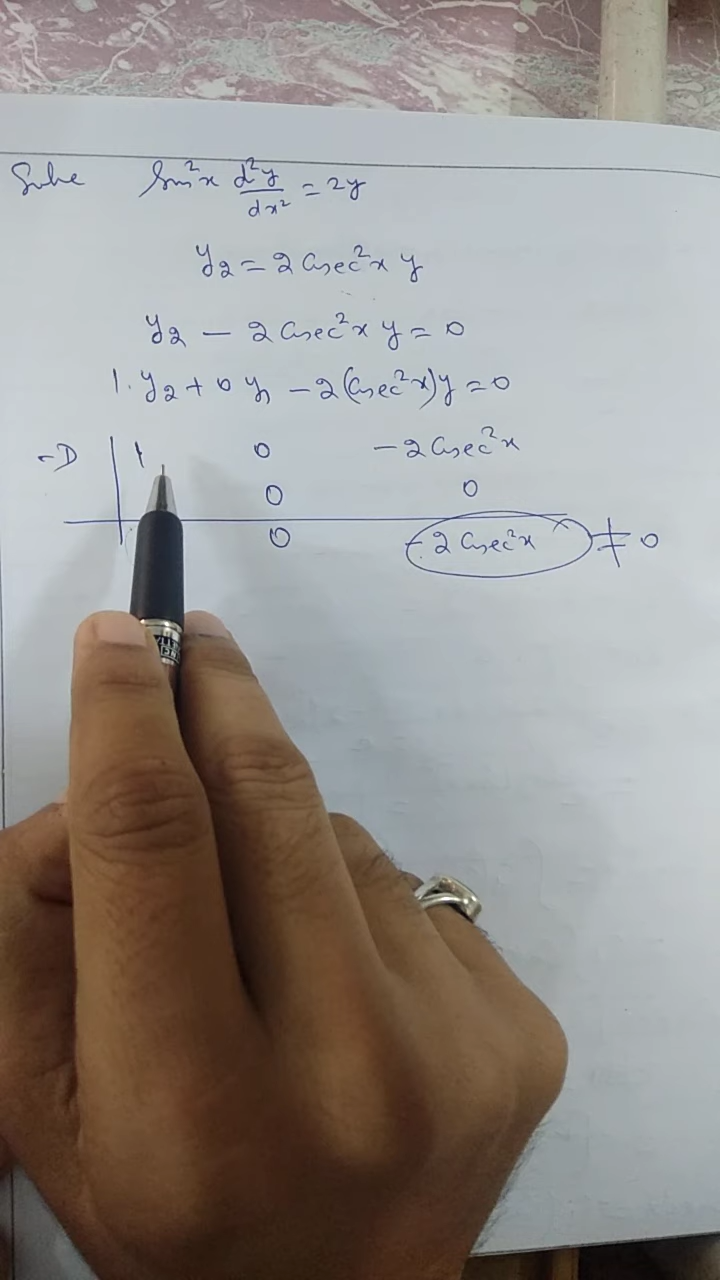 Solve sin²x d²y/dx² = 2y
y₂ = 2 cosec²x y
y₂ − 2 cosec²x y = 0
1. y₂ + 0 y₁ − 2(cosec²x)y = 0
−D | 1 0 −2 cosec²x
0 0
0 −2 cosec²x ≠ 0